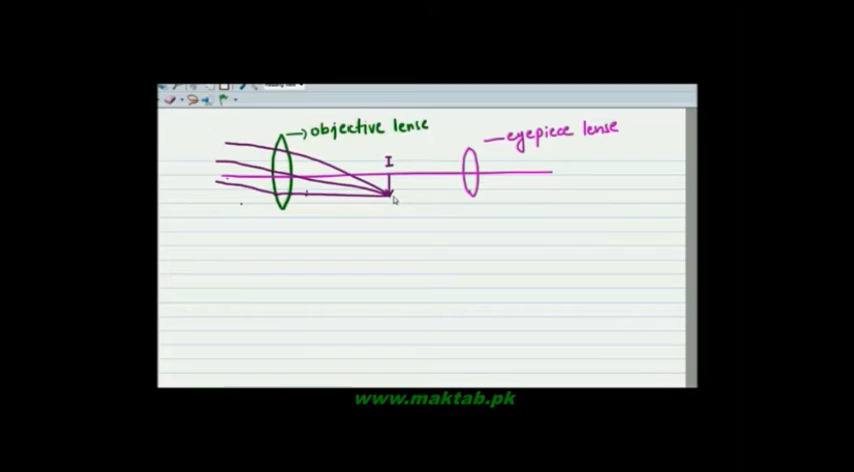 objective lense
eyepiece lense
I
www.maktab.pk